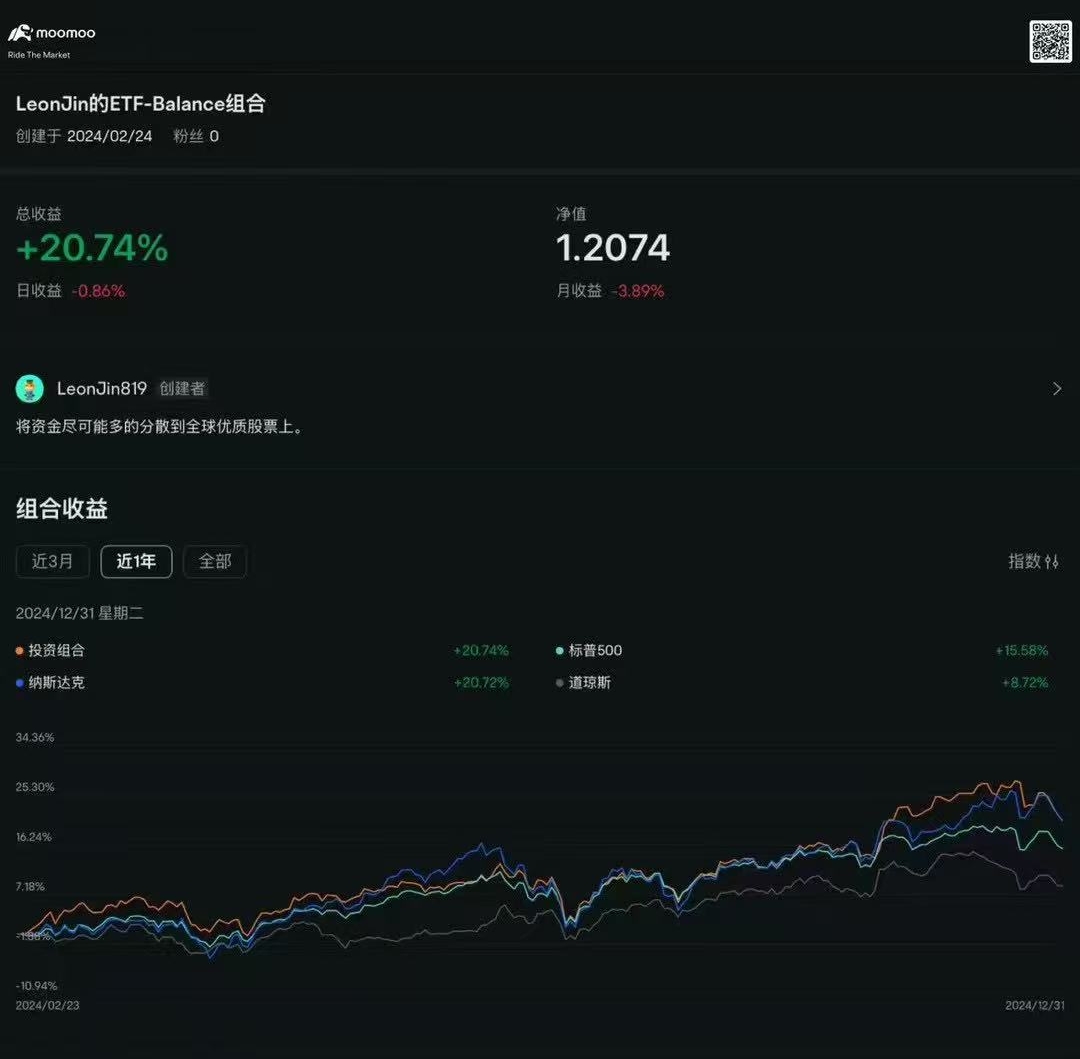 moomoo
Ride The Market
LeonJin的ETF-Balance组合
创建于 2024/02/24 粉丝 0
总收益 净值
+20.74% 1.2074
日收益 -0.86% 月收益 -3.89%
LeonJin819 创建者
将资金尽可能多的分散到全球优质股票上。
组合收益
近3月 近1年 全部 指数
2024/12/31 星期二
投资组合 +20.74% 标普500 +15.58%
纳斯达克 +20.72% 道琼斯 +8.72%
34.36%
25.30%
16.24%
7.18%
-10.94%
2024/02/23 2024/12/31